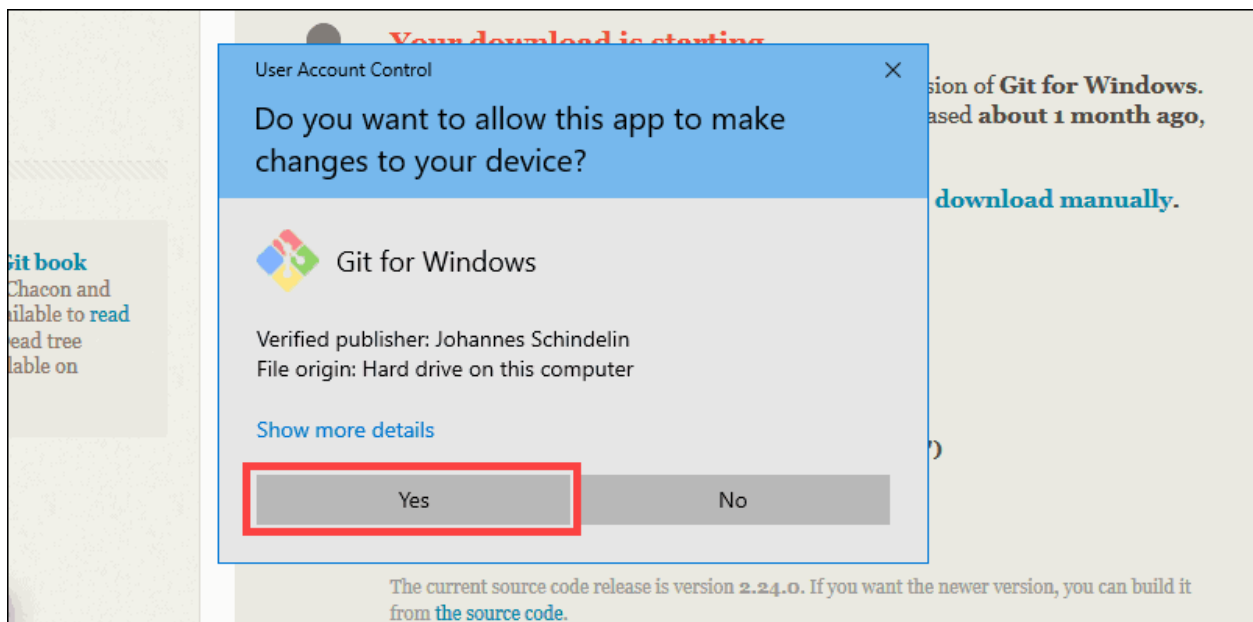 Your download is starting
User Account Control
Do you want to allow this app to make
changes to your device?
sion of Git for Windows.
ased about 1 month ago,
download manually.
Git for Windows
Git book
Chacon and
ailable to read
ead tree
lable on
Verified publisher: Johannes Schindelin
File origin: Hard drive on this computer
Show more details
')
Yes
No
The current source code release is version 2.24.0. If you want the newer version, you can build it
from the source code.